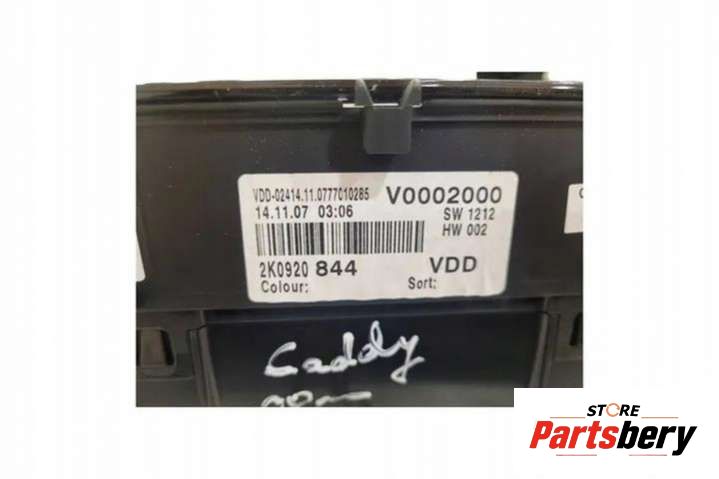 VDD-02414.11.0777010285 V0002000
14.11.07 03:06 SW 1212
HW 002
2K0920 844 VDD
Colour: Sort:
Caddy
STORE
Partsbery